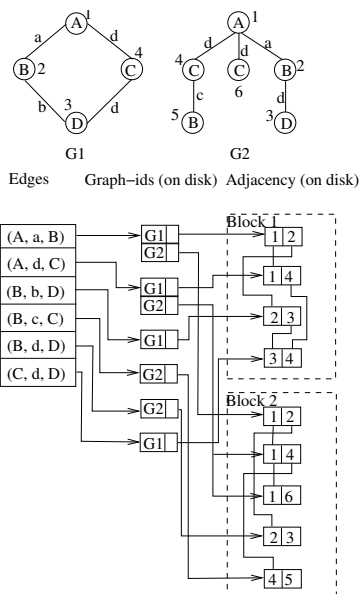 A 1
a d
B 2 4 C
b 3 d
D
G1
A 1
d d a
4 C C B 2
c 6 d
5 B 3 D
G2
Edges Graph-ids (on disk) Adjacency (on disk)
Block 1
(A, a, B) G1 1 2
G2
(A, d, C) G1 1 4
G2
(B, b, D) G1 2 3
(B, c, C) G2 3 4
(B, d, D) G2
(C, d, D) G1
Block 2
1 2
1 4
1 6
2 3
4 5